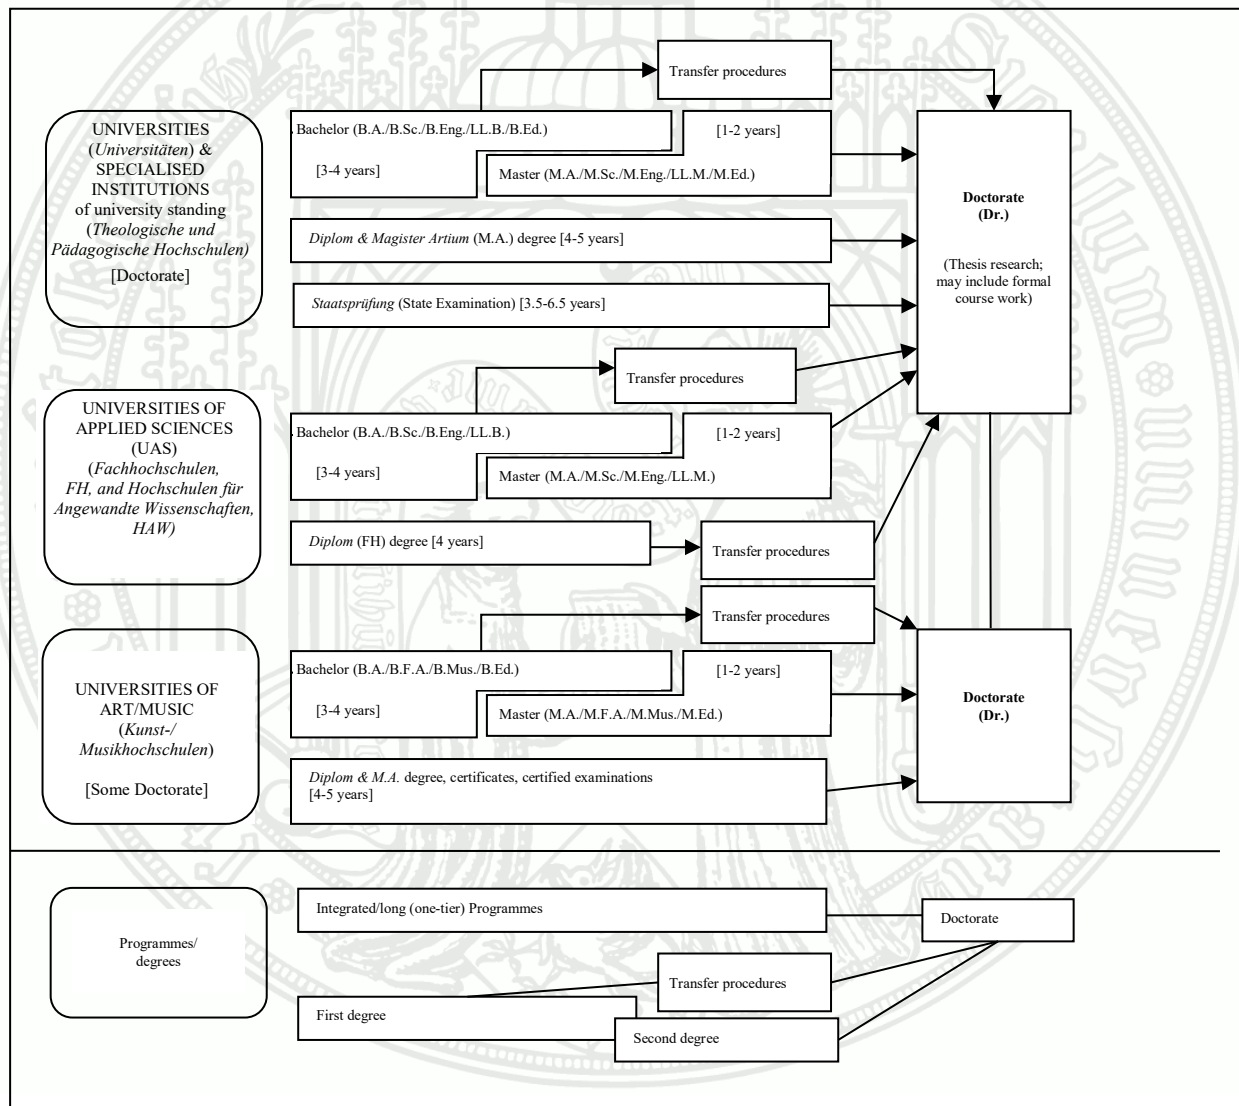 Transfer procedures
UNIVERSITIES
(Universitäten) &
SPECIALISED
INSTITUTIONS
of university standing
(Theologische und
Pädagogische Hochschulen)
[Doctorate]
Bachelor (B.A./B.Sc./B.Eng./LL.B./B.Ed.)
[3-4 years]
[1-2 years]
Master (M.A./M.Sc./M.Eng./LL.M./M.Ed.)
Diplom & Magister Artium (M.A.) degree [4-5 years]
Staatsprüfung (State Examination) [3.5-6.5 years]
Doctorate
(Dr.)
(Thesis research;
may include formal
course work)
Transfer procedures
UNIVERSITIES OF
APPLIED SCIENCES
(UAS)
(Fachhochschulen,
FH, and Hochschulen für
Angewandte Wissenschaften,
HAW)
Bachelor (B.A./B.Sc./B.Eng./LL.B.)
[3-4 years]
[1-2 years]
Master (M.A./M.Sc./M.Eng./LL.M.)
Diplom (FH) degree [4 years]
Transfer procedures
Transfer procedures
UNIVERSITIES OF
ART/MUSIC
(Kunst-/
Musikhochschulen)
[Some Doctorate]
Bachelor (B.A./B.F.A./B.Mus./B.Ed.)
[3-4 years]
[1-2 years]
Master (M.A./M.F.A./M.Mus./M.Ed.)
Diplom & M.A. degree, certificates, certified examinations
[4-5 years]
Doctorate
(Dr.)
Programmes/
degrees
Integrated/long (one-tier) Programmes
Doctorate
Transfer procedures
First degree
Second degree